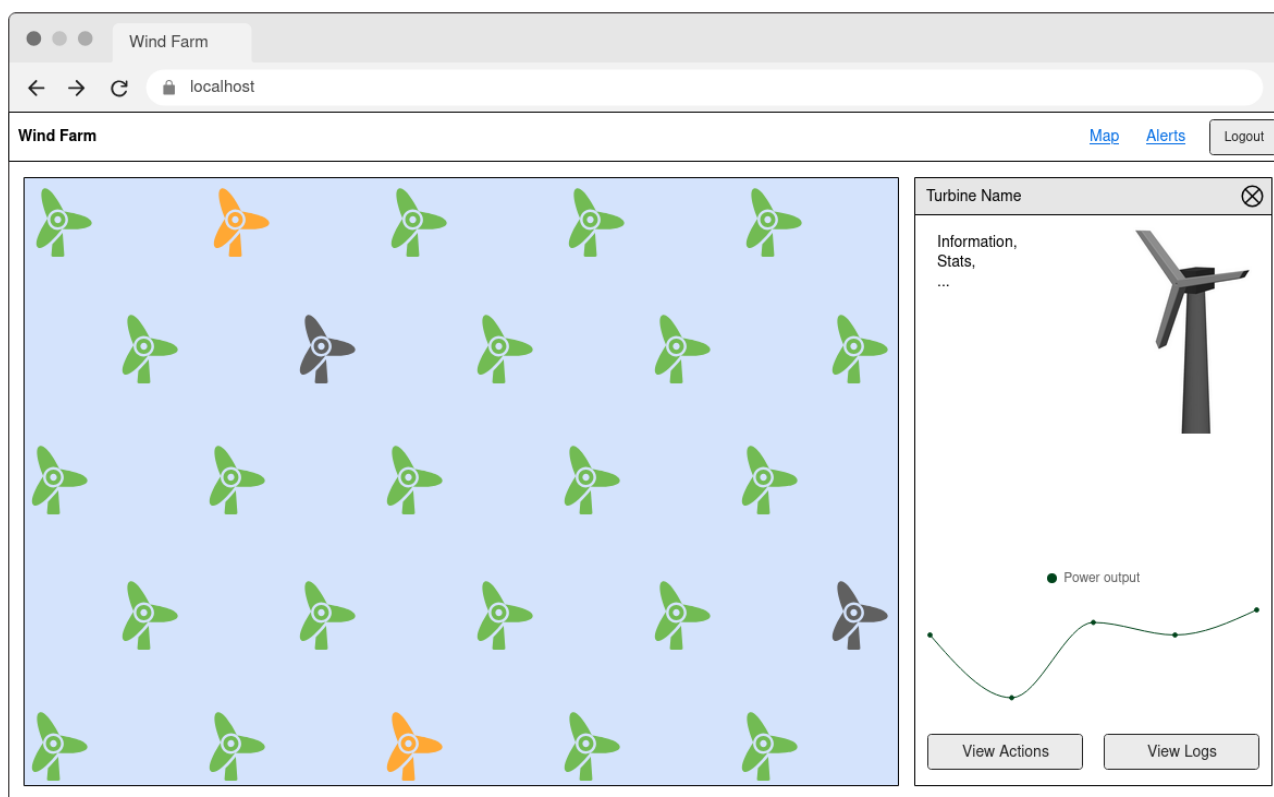 Wind Farm
localhost
Wind Farm
Map
Alerts
Logout
Turbine Name
Information,
Stats,
...
Power output
View Actions
View Logs